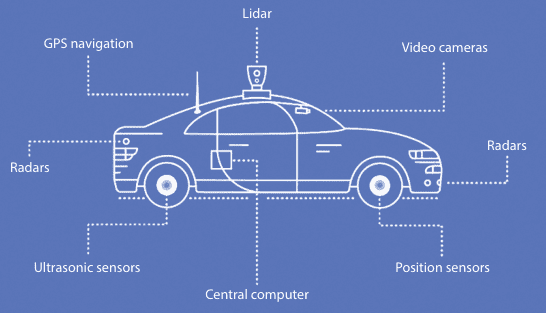 Lidar
GPS navigation
Video cameras
Radars
Radars
Ultrasonic sensors
Position sensors
Central computer